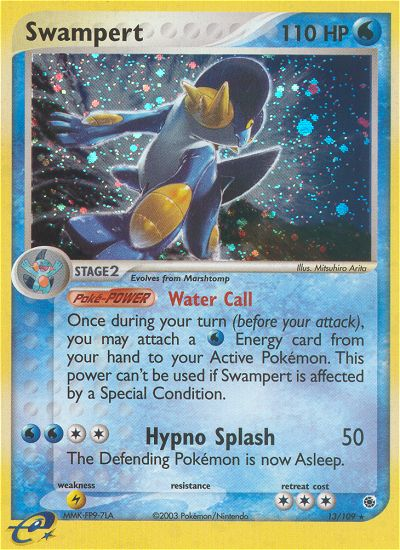 Swampert 110 HP
Illus. Mitsuhiro Arita
STAGE2
Evolves from Marshtomp
Poké-POWER Water Call
Once during your turn (before your attack),
you may attach a Energy card from
your hand to your Active Pokémon. This
power can't be used if Swampert is affected
by a Special Condition.
Hypno Splash 50
The Defending Pokémon is now Asleep.
weakness resistance retreat cost
MMK-FP9-7LA ©2003 Pokémon/Nintendo 13/109 ★
e